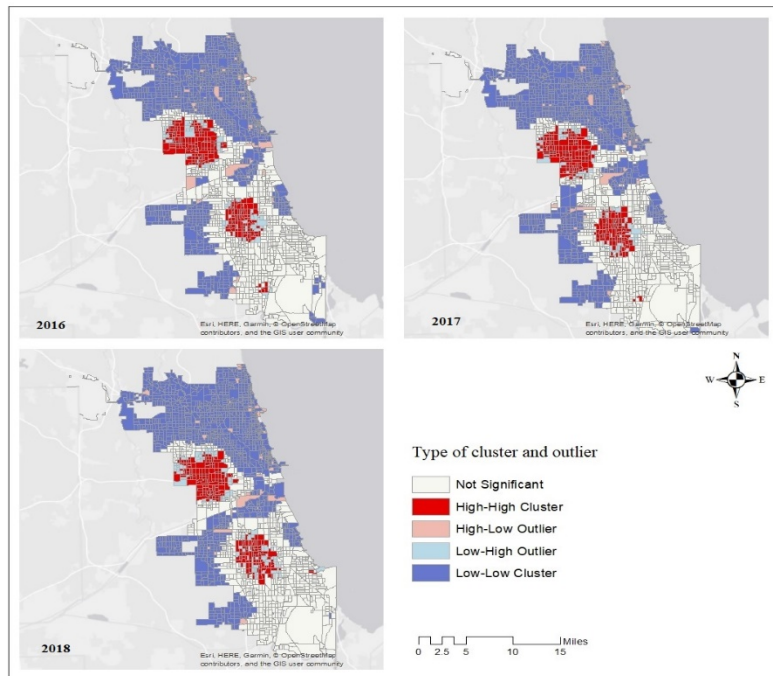 2016
Esri, HERE, Garmin, © OpenStreetMap
contributors, and the GIS user community
2017
Esri, HERE, Garmin, © OpenStreetMap
contributors, and the GIS user community
2018
Esri, HERE, Garmin, © OpenStreetMap
contributors, and the GIS user community
N
W E
S
Type of cluster and outlier
Not Significant
High-High Cluster
High-Low Outlier
Low-High Outlier
Low-Low Cluster
Miles
0 2.5 5 10 15